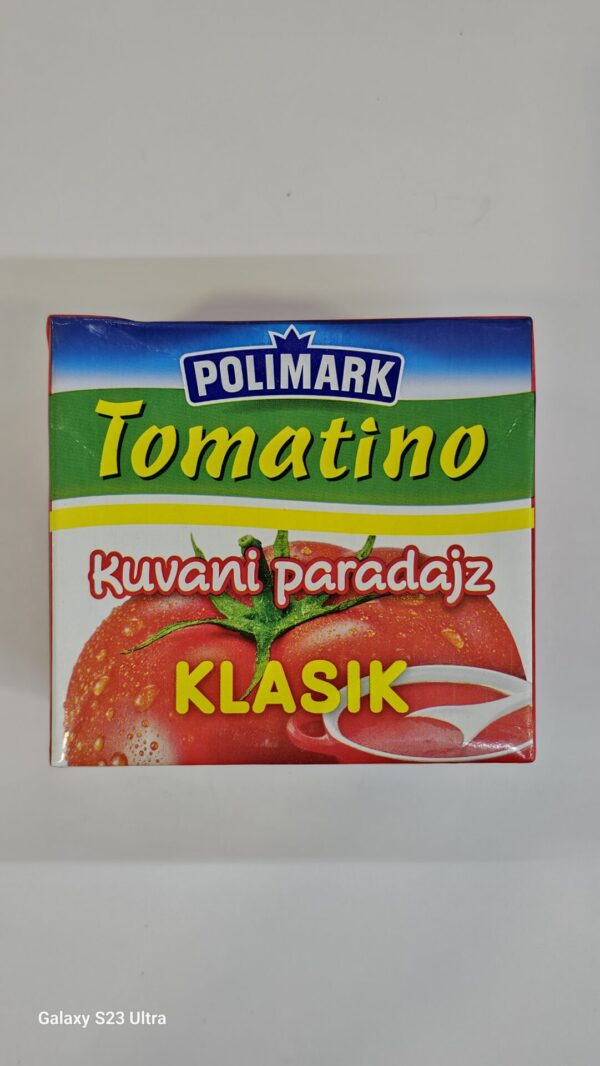 POLIMARK
Tomatino
Kuvani paradajz
KLASIK
Galaxy S23 Ultra